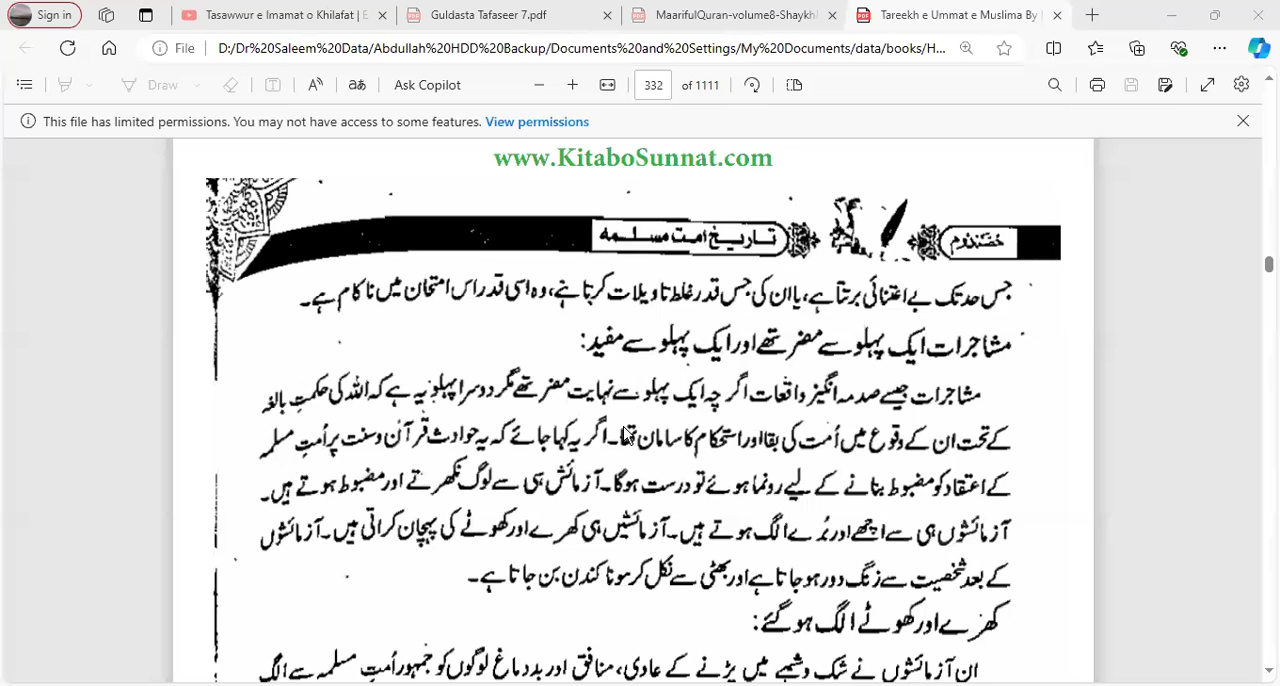 Sign in
Tasawwur e Imamat o Khilafat | E
Guldasta Tafaseer 7.pdf
MaarifulQuran-volume8-Shaykhl
Tareekh e Ummat e Muslima By
File
D:/Dr%20Saleem%20Data/Abdullah%20HDD%20Backup/Documents%20and%20Settings/My%20Documents/data/books/H...
Draw
Ask Copilot
332 of 1111
This file has limited permissions. You may not have access to some features. View permissions
www.KitaboSunnat.com
حصہ دوم
تاریخ امت مسلمہ
جس حد تک بے اعتنائی برتتا ہے، یا ان کی جس قدر غلط تاویلات کرتا ہے، وہ اسی قدر اس امتحان میں ناکام ہے۔
مشاجرات ایک پہلو سے مضر تھے اور ایک پہلو سے مفید:
مشاجرات جیسے صدمہ انگیز واقعات اگر چہ ایک پہلو سے نہایت مضر تھے مگر دوسرا پہلو یہ ہے کہ اللہ کی حکمتِ بالغہ
کے تحت ان کے وقوع میں اُمت کی بقا اور استحکام کا سامان تھا۔ اگر یہ کہا جائے کہ یہ حوادث قرآن و سنت پر اُمتِ مسلمہ
کے اعتقاد کو مضبوط بنانے کے لیے رونما ہوئے تو درست ہوگا۔ آزمائش ہی سے لوگ نکھرتے اور مضبوط ہوتے ہیں۔
آزمائشوں ہی سے اچھے اور بُرے الگ ہوتے ہیں۔ آزمائشیں ہی کھرے اور کھوٹے کی پہچان کراتی ہیں۔ آزمائشوں
کے بعد شخصیت سے زنگ دور ہو جاتا ہے اور بھٹی سے نکل کر سونا کندن بن جاتا ہے۔
کھرے اور کھوٹے الگ ہو گئے:
ان آزمائشوں نے شک و شبہے میں پڑنے کے عادی، منافق اور بد دماغ لوگوں کو جمہور اُمتِ مسلمہ سے الگ